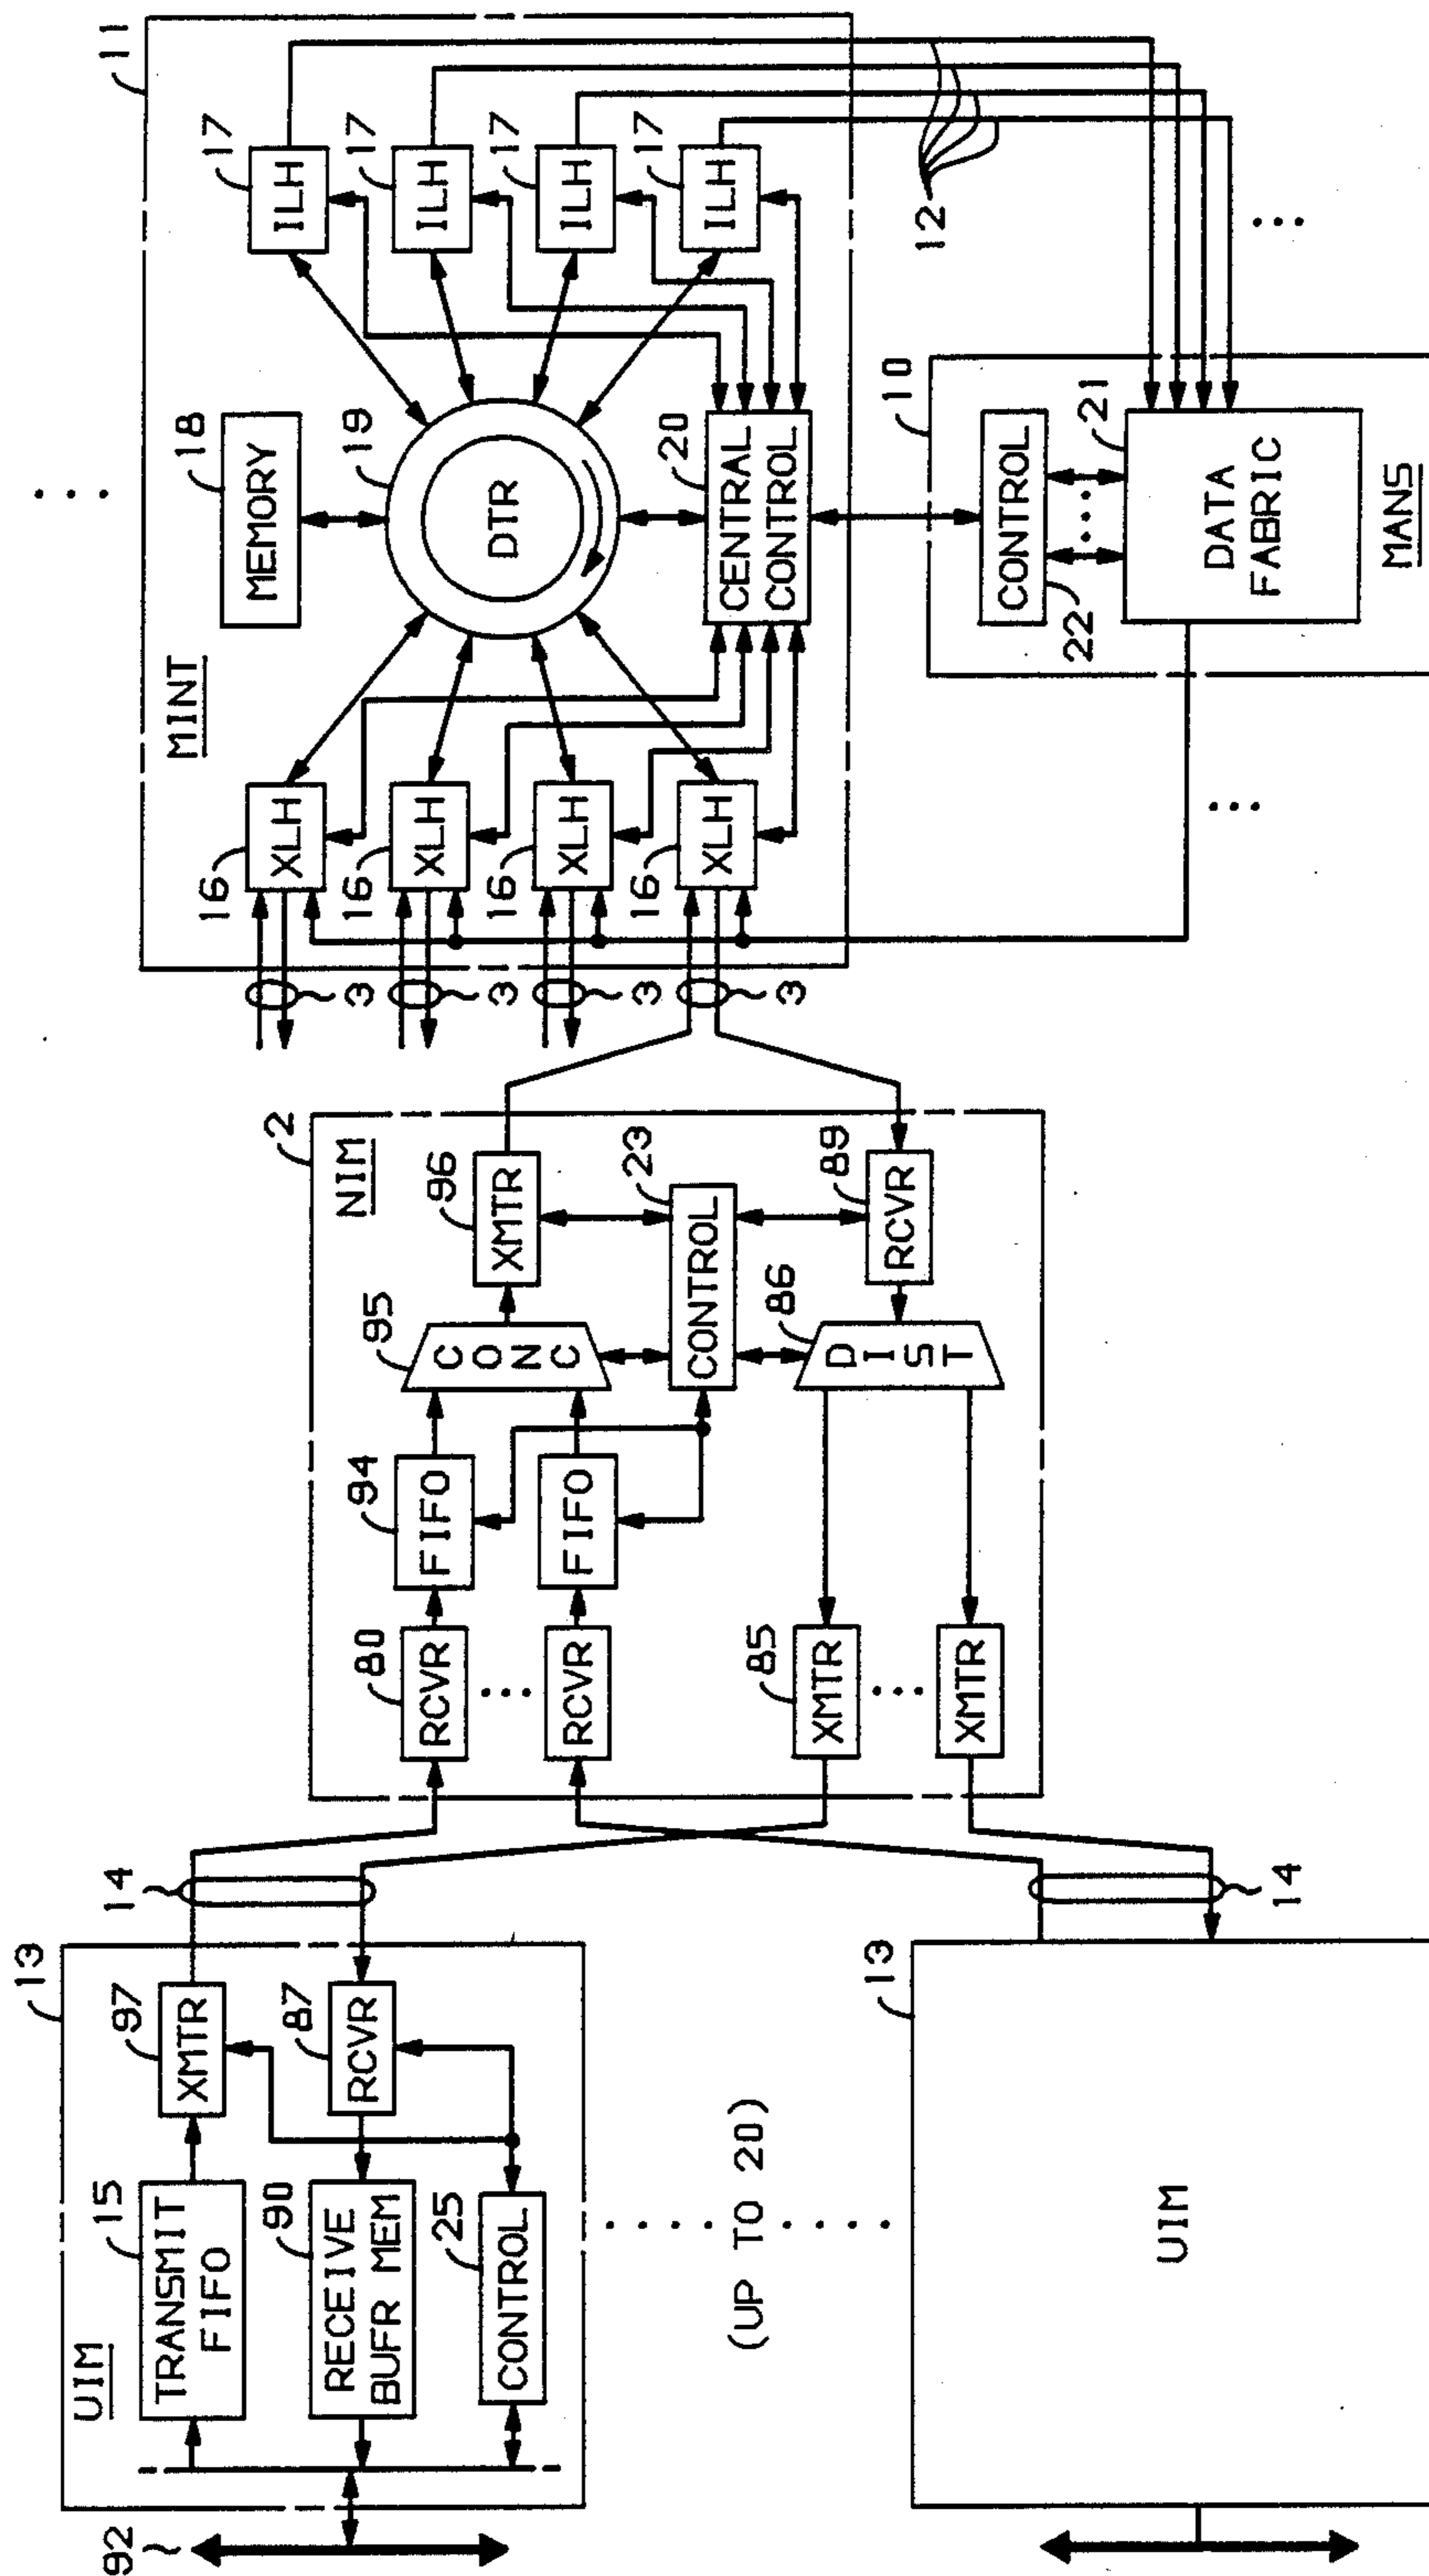 92
13
UIM
15
TRANSMIT
FIFO
97
XMTR
90
RECEIVE
BUFR MEM
87
RCVR
25
CONTROL
14
(UP TO 20)
13
UIM
14
2
NIM
80
RCVR
94
FIFO
95
CONC
96
XMTR
...
RCVR
FIFO
CONTROL
23
85
XMTR
...
XMTR
86
DIST
RCVR
89
3
3
3
3
11
MINT
...
16
XLH
16
XLH
16
XLH
16
XLH
18
MEMORY
19
DTR
20
CENTRAL
CONTROL
17
ILH
17
ILH
17
ILH
17
ILH
12
10
CONTROL
22
...
21
DATA
FABRIC
MANS
...
...